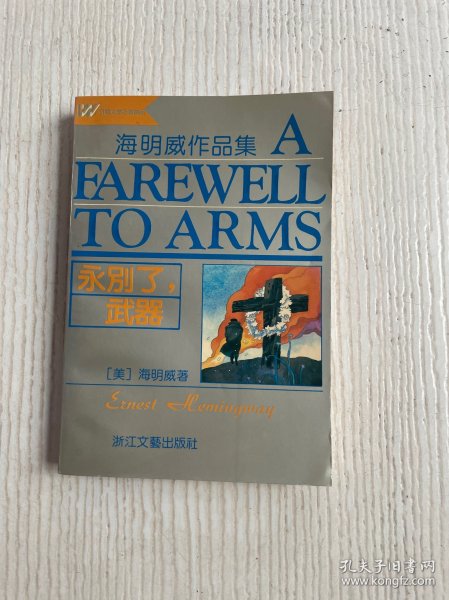 海明威作品集 A
FAREWELL
TO ARMS
永别了，
武器
[美] 海明威著
Ernest Hemingway
浙江文藝出版社
孔夫子旧书网
www.kongfz.com